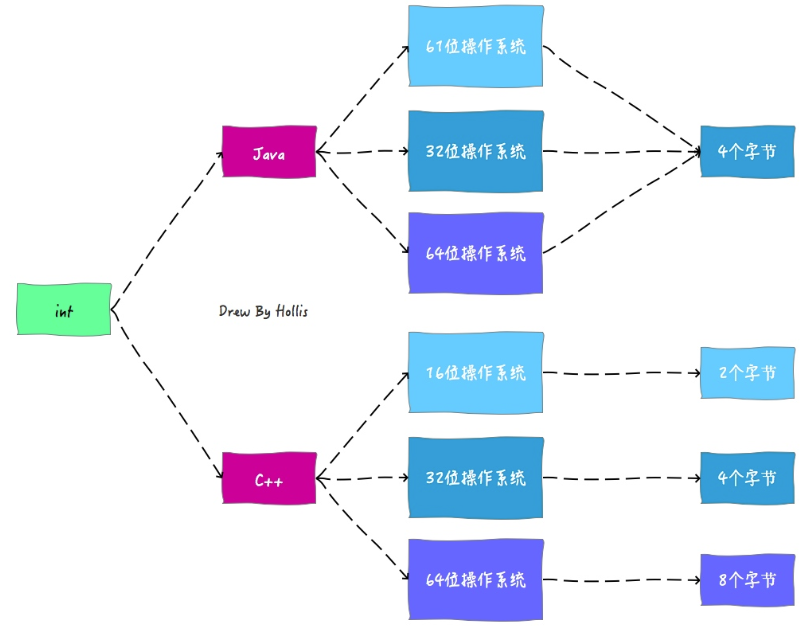 61位操作系统
Java
32位操作系统
4个字节
64位操作系统
int
Drew By Hollis
16位操作系统
2个字节
C++
32位操作系统
4个字节
64位操作系统
8个字节